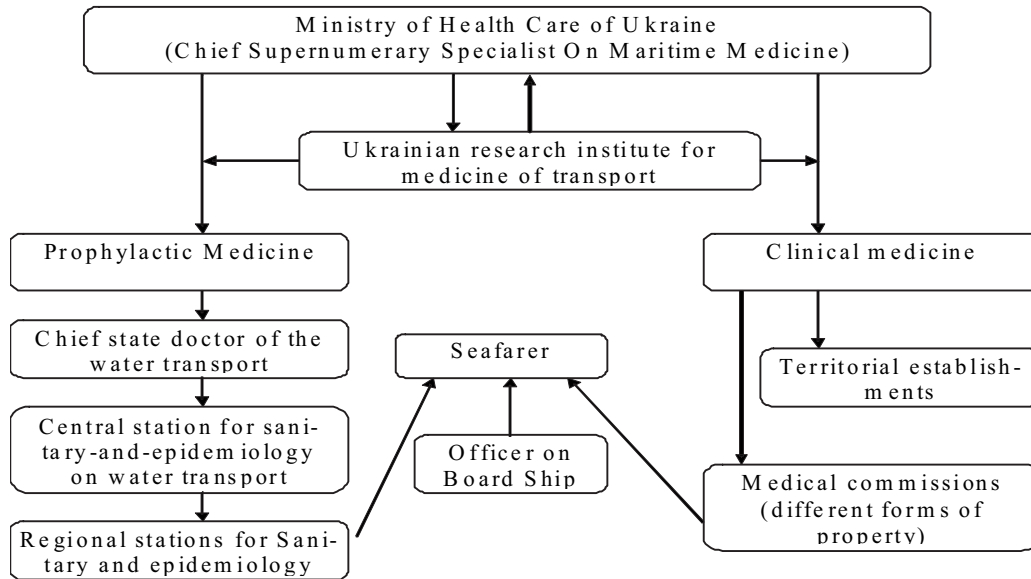 Ministry of Health Care of Ukraine
(Chief Supernumerary Specialist On Maritime Medicine)
Ukrainian research institute for
medicine of transport
Prophylactic Medicine
Clinical medicine
Chief state doctor of the
water transport
Seafarer
Territorial establish-
ments
Central station for sani-
tary-and-epidemiology
on water transport
Officer on
Board Ship
Medical commissions
(different forms of
property)
Regional stations for Sani-
tary and epidemiology